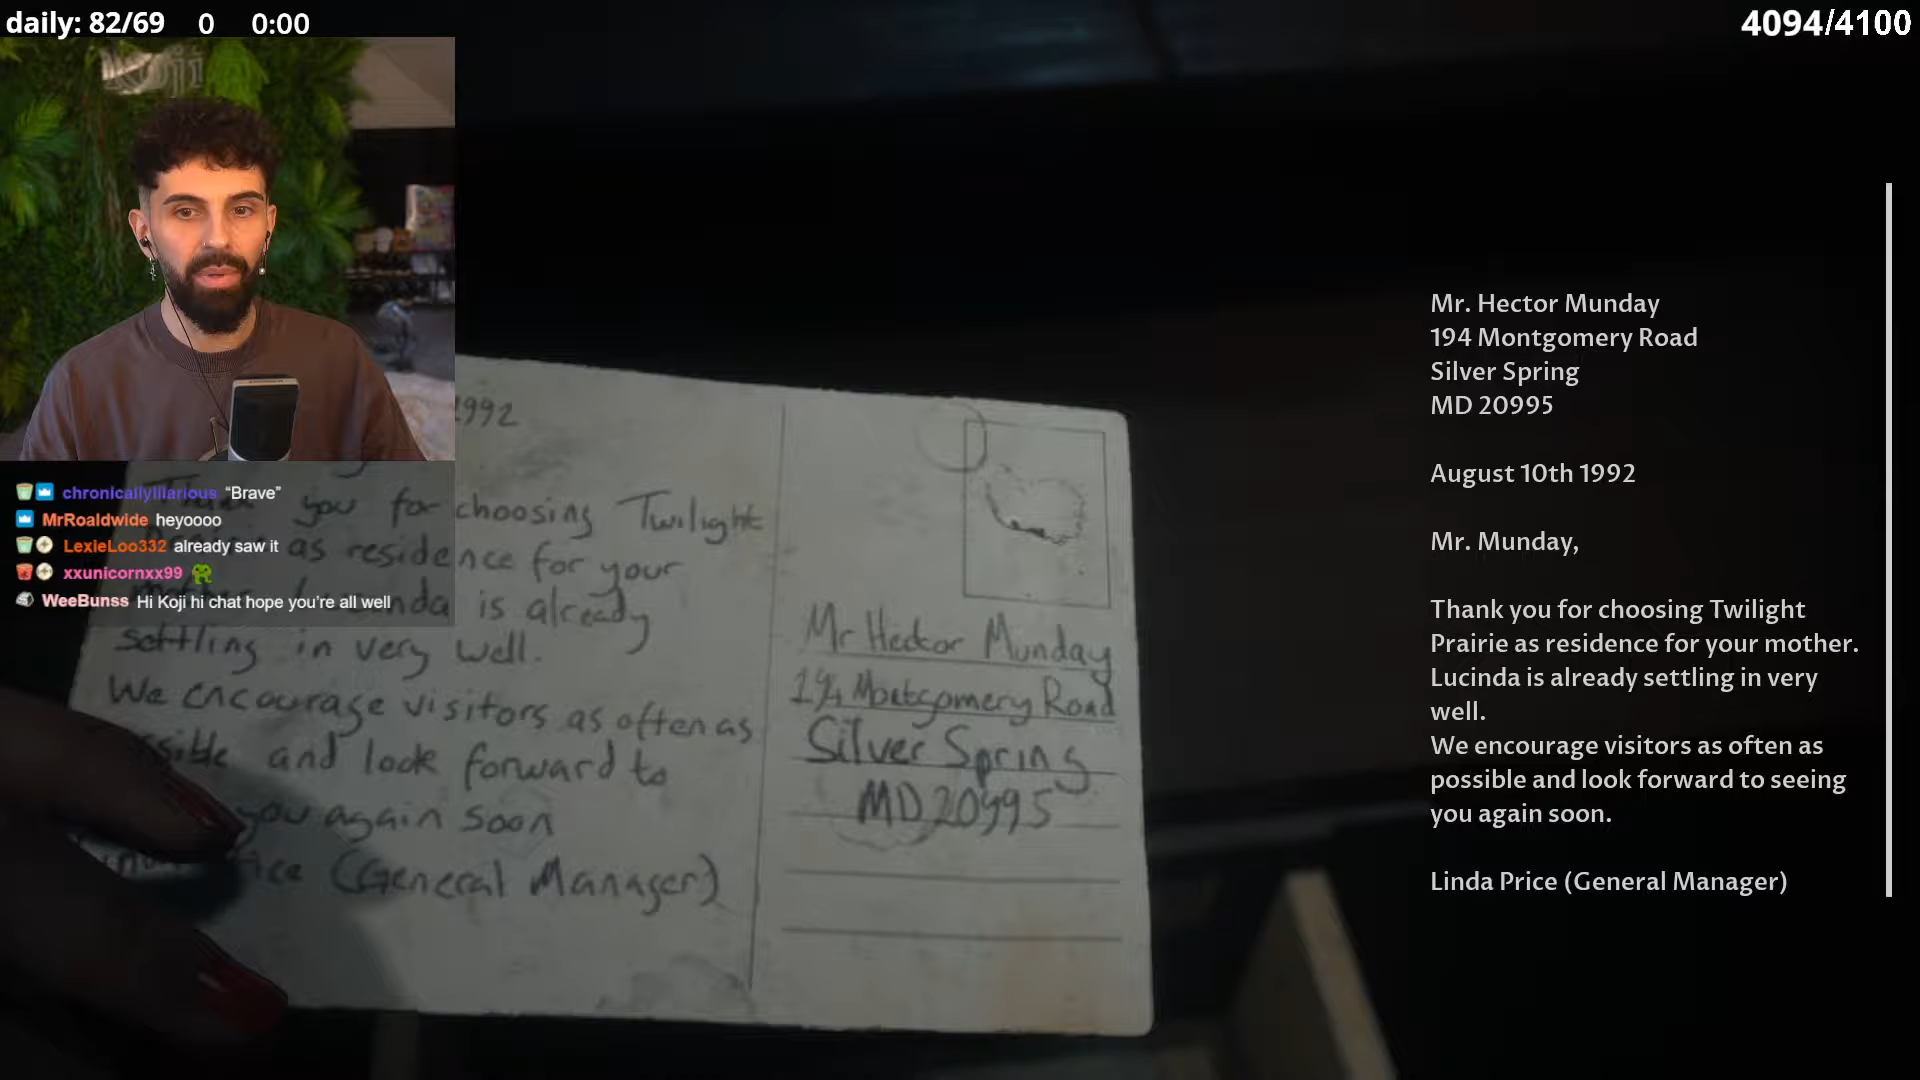 daily: 82/69 0 0:00
4094/4100
Koji
chronicallyhilarious “Brave”
MrRoaldwide heyoooo
LexieLoo332 already saw it
xxunicornxx99
WeeBunss Hi Koji hi chat hope you’re all well
1992
you for choosing Twilight
as residence for your
is already
settling in very well.
We encourage visitors as often as
and look forward to
you again soon
(General Manager)
Mr Hector Munday
194 Montgomery Road
Silver Spring
MD 20995
Mr. Hector Munday
194 Montgomery Road
Silver Spring
MD 20995
August 10th 1992
Mr. Munday,
Thank you for choosing Twilight
Prairie as residence for your mother.
Lucinda is already settling in very
well.
We encourage visitors as often as
possible and look forward to seeing
you again soon.
Linda Price (General Manager)